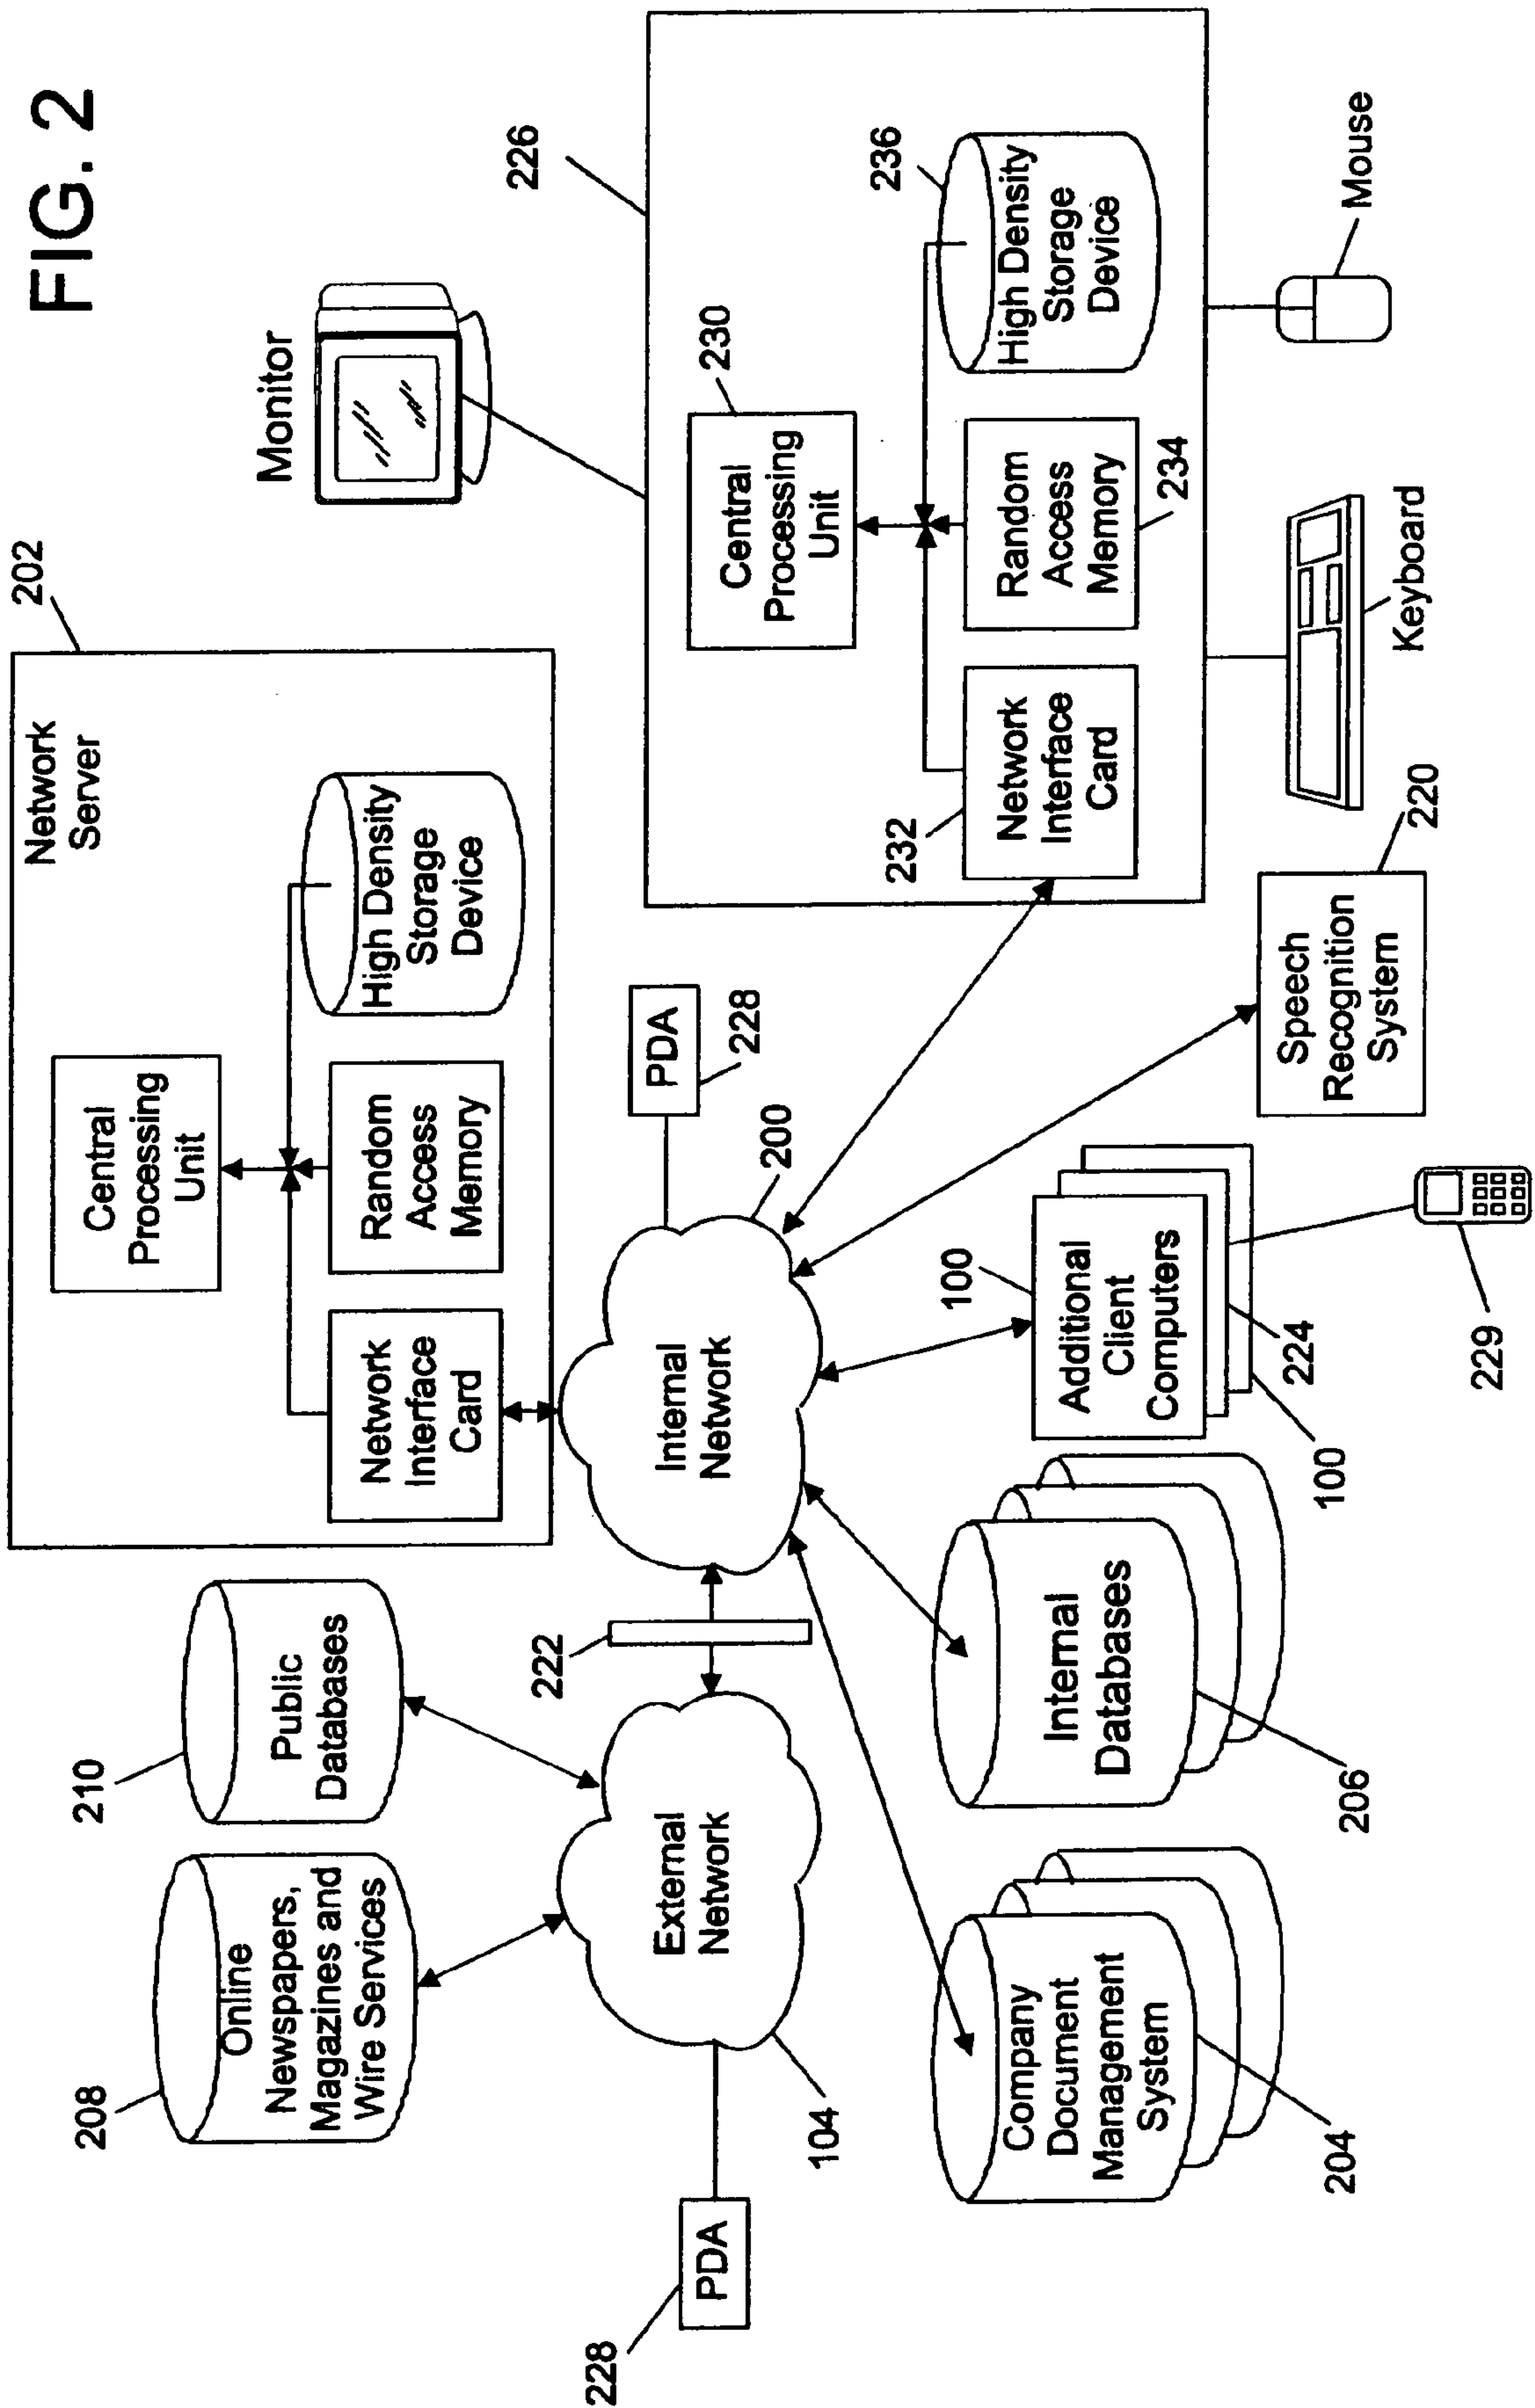 FIG. 2
202
Network
Server
Central
Processing
Unit
Network
Interface
Card
Random
Access
Memory
High Density
Storage
Device
Monitor
208
Online
Newspapers,
Magazines and
Wire Services
210
Public
Databases
228
PDA
External
Network
104
222
Internal
Network
200
PDA
228
226
Central
Processing
Unit
230
232
Network
Interface
Card
Random
Access
Memory
234
236
High Density
Storage
Device
Company
Document
Management
System
204
Internal
Databases
206
100
Additional
Client
Computers
100
224
229
Speech
Recognition
System
220
Keyboard
Mouse